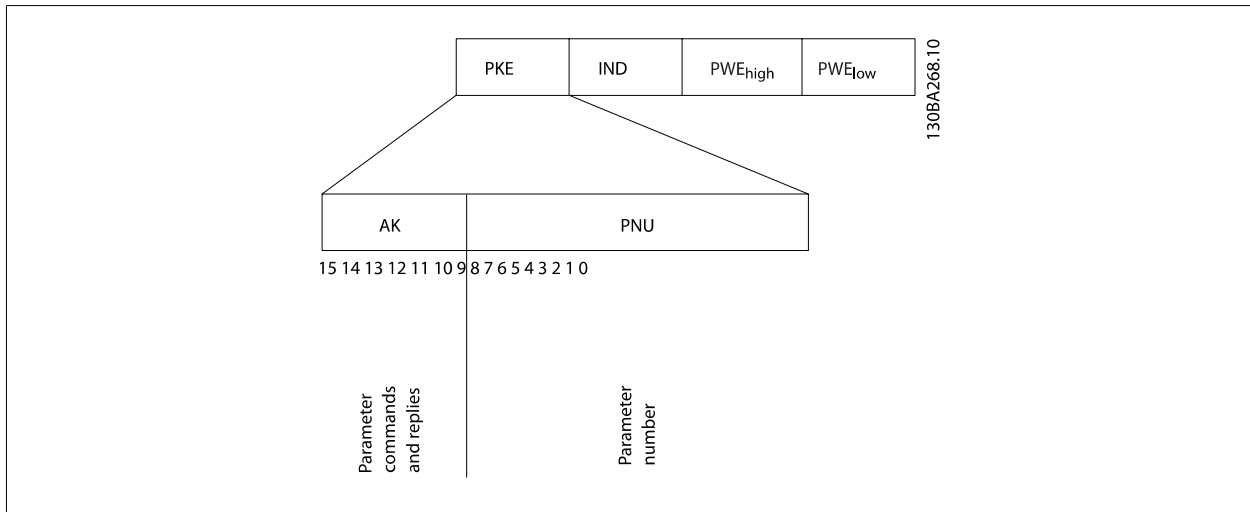 PKE IND PWEhigh PWElow
130BA268.10
AK PNU
15 14 13 12 11 10 9 8 7 6 5 4 3 2 1 0
Parameter
commands
and replies
Parameter
number